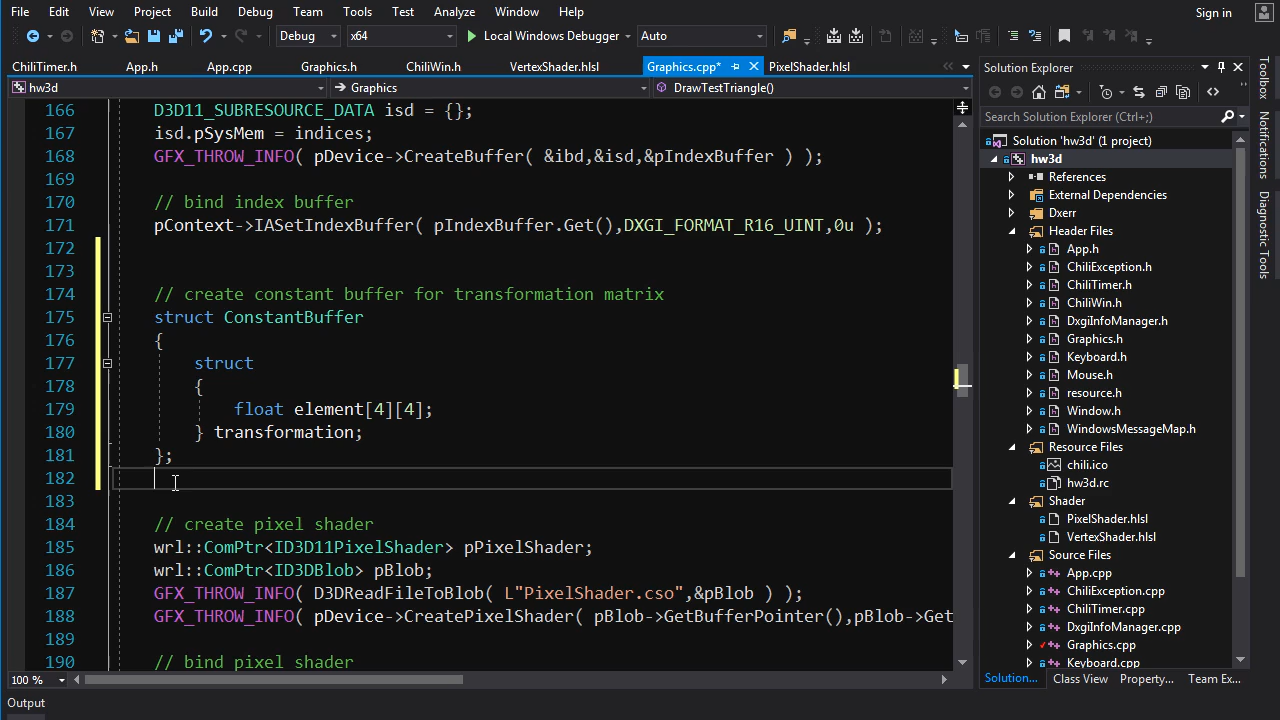 File Edit View Project Build Debug Team Tools Test Analyze Window Help Sign in
Debug x64 Local Windows Debugger Auto
ChiliTimer.h App.h App.cpp Graphics.h ChiliWin.h VertexShader.hlsl Graphics.cpp* PixelShader.hlsl
hw3d Graphics DrawTestTriangle()
166 D3D11_SUBRESOURCE_DATA isd = {};
167 isd.pSysMem = indices;
168 GFX_THROW_INFO( pDevice->CreateBuffer( &ibd,&isd,&pIndexBuffer ) );
169
170 // bind index buffer
171 pContext->IASetIndexBuffer( pIndexBuffer.Get(),DXGI_FORMAT_R16_UINT,0u );
172
173
174 // create constant buffer for transformation matrix
175 struct ConstantBuffer
176 {
177 struct
178 {
179 float element[4][4];
180 } transformation;
181 };
182
183
184 // create pixel shader
185 wrl::ComPtr<ID3D11PixelShader> pPixelShader;
186 wrl::ComPtr<ID3DBlob> pBlob;
187 GFX_THROW_INFO( D3DReadFileToBlob( L"PixelShader.cso",&pBlob ) );
188 GFX_THROW_INFO( pDevice->CreatePixelShader( pBlob->GetBufferPointer(),pBlob->Get
189
190 // bind pixel shader
100 %
Output
Solution Explorer
Search Solution Explorer (Ctrl+;)
Solution 'hw3d' (1 project)
hw3d
References
External Dependencies
Dxerr
Header Files
App.h
ChiliException.h
ChiliTimer.h
ChiliWin.h
DxgiInfoManager.h
Graphics.h
Keyboard.h
Mouse.h
resource.h
Window.h
WindowsMessageMap.h
Resource Files
chili.ico
hw3d.rc
Shader
PixelShader.hlsl
VertexShader.hlsl
Source Files
App.cpp
ChiliException.cpp
ChiliTimer.cpp
DxgiInfoManager.cpp
Graphics.cpp
Keyboard.cpp
Solution... Class View Property... Team Ex...
Toolbox
Notifications
Diagnostic Tools